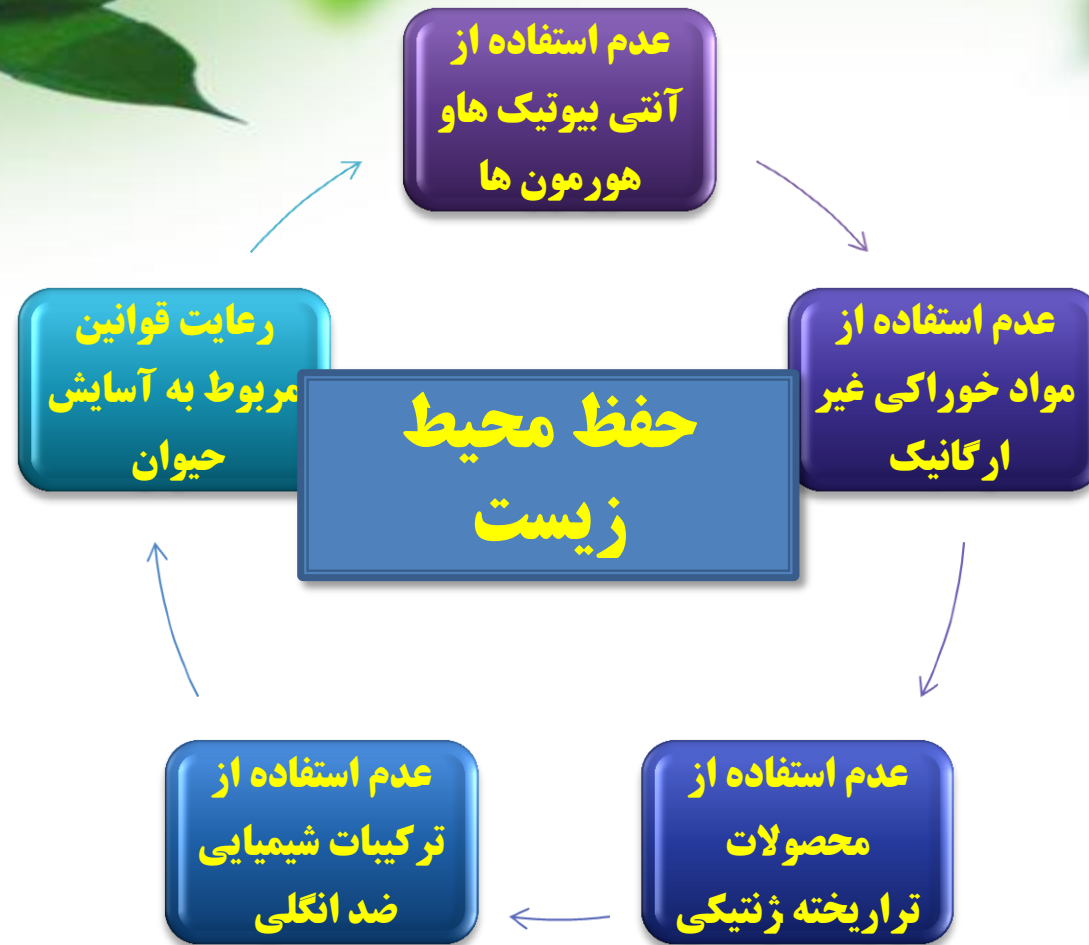 عدم استفاده از
آنتی بیوتیک هاو
هورمون ها
عدم استفاده از
مواد خوراکی غیر
ارگانیک
عدم استفاده از
محصولات
تراریخته ژنتیکی
عدم استفاده از
ترکیبات شیمیایی
ضد انگلی
رعایت قوانین
مربوط به آسایش
حیوان
حفظ محیط
زیست